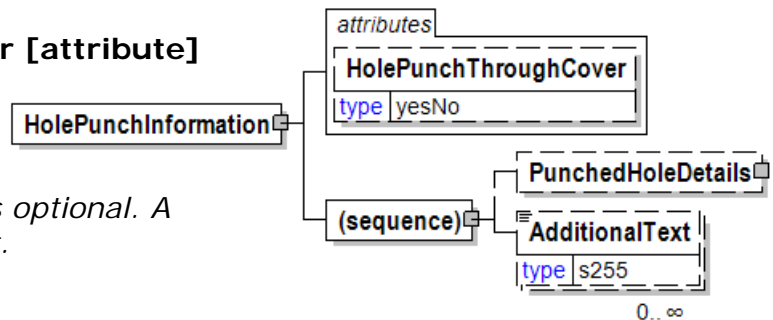 r [attribute]
s optional. A
.
HolePunchInformation
attributes
HolePunchThroughCover
type yesNo
(sequence)
PunchedHoleDetails
AdditionalText
type s255
0.. ∞